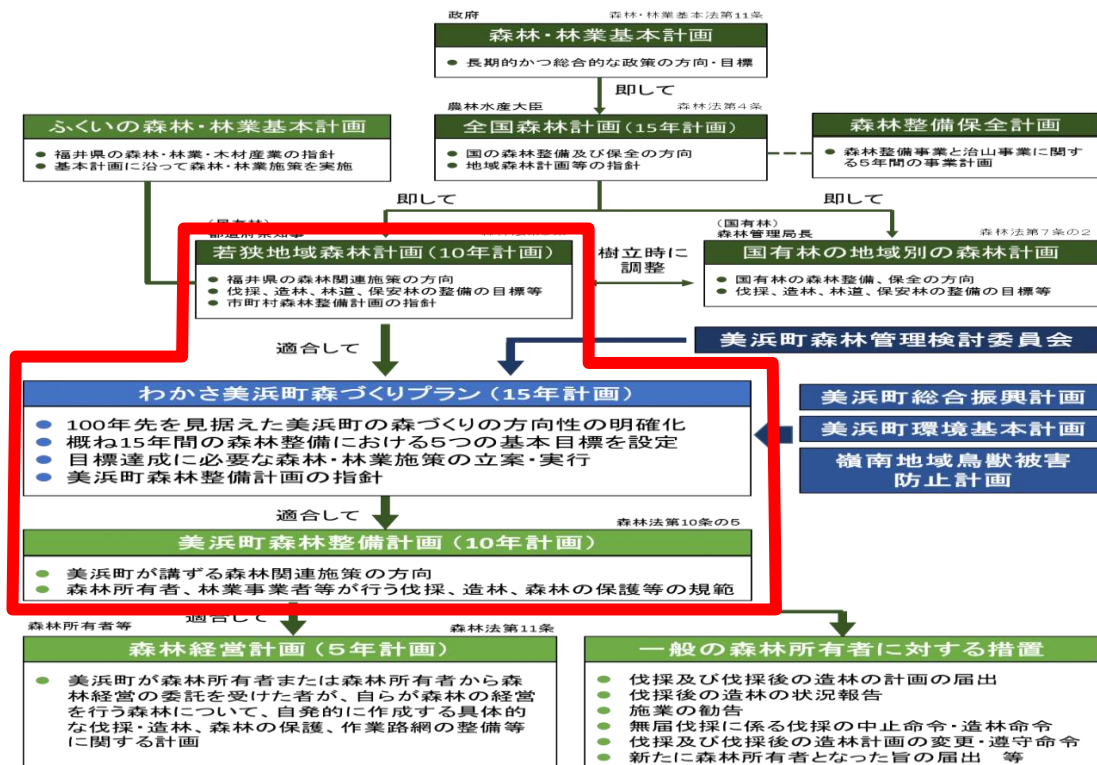 政府　森林・林業基本法第11条
森林・林業基本計画
● 長期的かつ総合的な政策の方向・目標
即して
農林水産大臣　森林法第4条
ふくいの森林・林業基本計画
● 福井県の森林・林業・木材産業の指針
● 基本計画に沿って森林・林業施策を実施
全国森林計画(15年計画)
● 国の森林整備及び保全の方向
● 地域森林計画等の指針
森林整備保全計画
● 森林整備事業と治山事業に関す
る5年間の事業計画
即して　即して
都道府県知事
若狭地域森林計画(10年計画)
● 福井県の森林関連施策の方向
● 伐採、造林、林道、保安林の整備の目標等
● 市町村森林整備計画の指針
樹立時に
調整
(国有林)
森林管理局長　森林法第7条の2
国有林の地域別の森林計画
● 国有林の森林整備、保全の方向
● 伐採、造林、林道、保安林の整備の目標等
適合して
美浜町森林管理検討委員会
わかさ美浜町森づくりプラン(15年計画)
● 100年先を見据えた美浜町の森づくりの方向性の明確化
● 概ね15年間の森林整備における5つの基本目標を設定
● 目標達成に必要な森林・林業施策の立案・実行
● 美浜町森林整備計画の指針
美浜町総合振興計画
美浜町環境基本計画
嶺南地域鳥獣被害
防止計画
適合して
森林法第10条の5
美浜町森林整備計画(10年計画)
● 美浜町が講ずる森林関連施策の方向
● 森林所有者、林業事業者等が行う伐採、造林、森林の保護等の規範
適合して
森林所有者等　森林法第11条
森林経営計画(5年計画)
● 美浜町が森林所有者または森林所有者から森
林経営の委託を受けた者が、自らが森林の経営
を行う森林について、自発的に作成する具体的
な伐採・造林、森林の保護、作業路網の整備等
に関する計画
一般の森林所有者に対する措置
● 伐採及び伐採後の造林の計画の届出
● 伐採後の造林の状況報告
● 施業の勧告
● 無届伐採に係る伐採の中止命令・造林命令
● 伐採及び伐採後の造林計画の変更・遵守命令
● 新たに森林所有者となった旨の届出　等